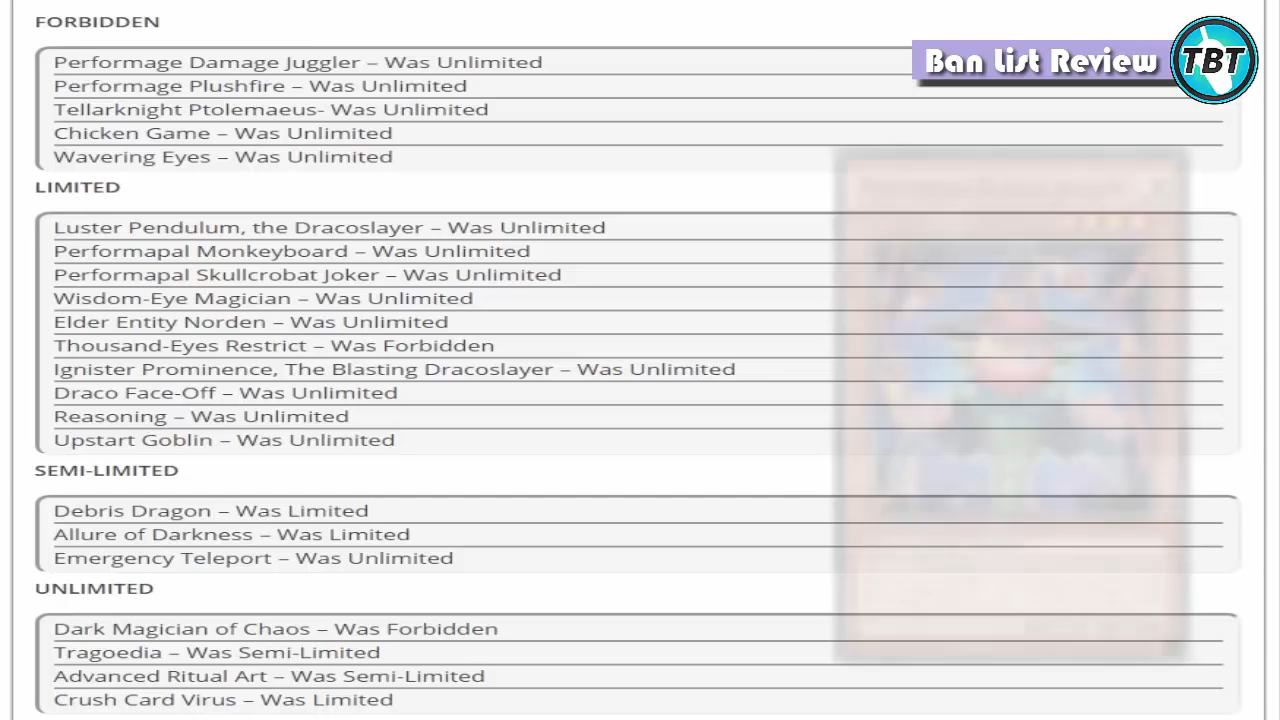 FORBIDDEN
Ban List Review
TBT
Performage Damage Juggler – Was Unlimited
Performage Plushfire – Was Unlimited
Tellarknight Ptolemaeus- Was Unlimited
Chicken Game – Was Unlimited
Wavering Eyes – Was Unlimited
LIMITED
Luster Pendulum, the Dracoslayer – Was Unlimited
Performapal Monkeyboard – Was Unlimited
Performapal Skullcrobat Joker – Was Unlimited
Wisdom-Eye Magician – Was Unlimited
Elder Entity Norden – Was Unlimited
Thousand-Eyes Restrict – Was Forbidden
Ignister Prominence, The Blasting Dracoslayer – Was Unlimited
Draco Face-Off – Was Unlimited
Reasoning – Was Unlimited
Upstart Goblin – Was Unlimited
SEMI-LIMITED
Debris Dragon – Was Limited
Allure of Darkness – Was Limited
Emergency Teleport – Was Unlimited
UNLIMITED
Dark Magician of Chaos – Was Forbidden
Tragoedia – Was Semi-Limited
Advanced Ritual Art – Was Semi-Limited
Crush Card Virus – Was Limited